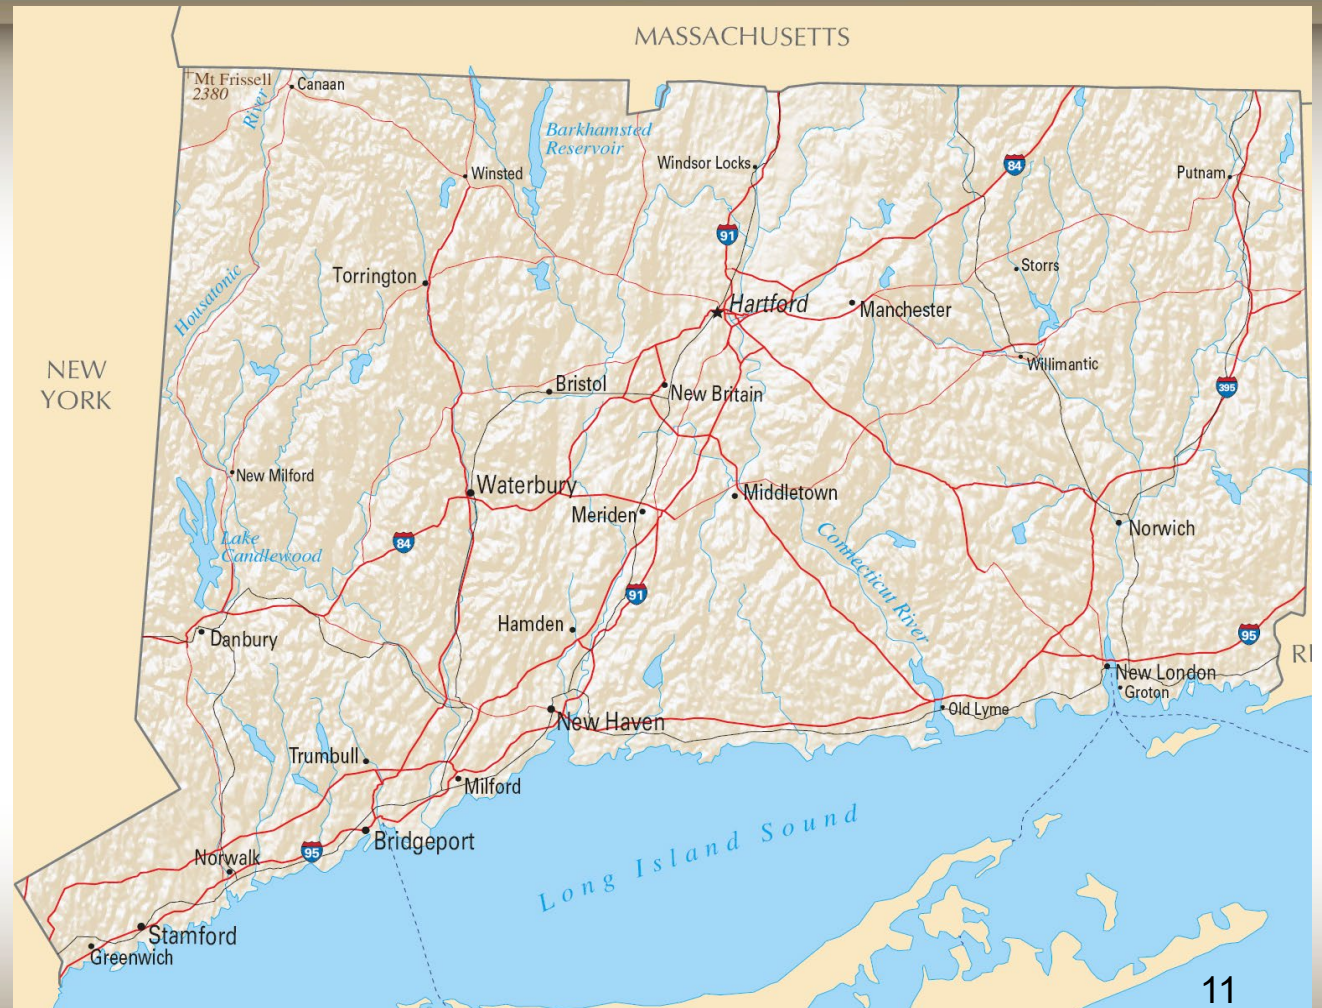 MASSACHUSETTS
Mt Frissell
2380
Canaan
River
Barkhamsted
Reservoir
Windsor Locks
84
Putnam
Winsted
91
Storrs
Torrington
Housatonic
Hartford
Manchester
NEW
YORK
Willimantic
Bristol
New Britain
395
New Milford
Waterbury
Middletown
Meriden
Norwich
Lake
Candlewood
84
Connecticut River
91
Hamden
Danbury
95
RI
New London
Groton
Old Lyme
New Haven
Trumbull
Milford
Bridgeport
95
Norwalk
Long Island Sound
Stamford
Greenwich
11